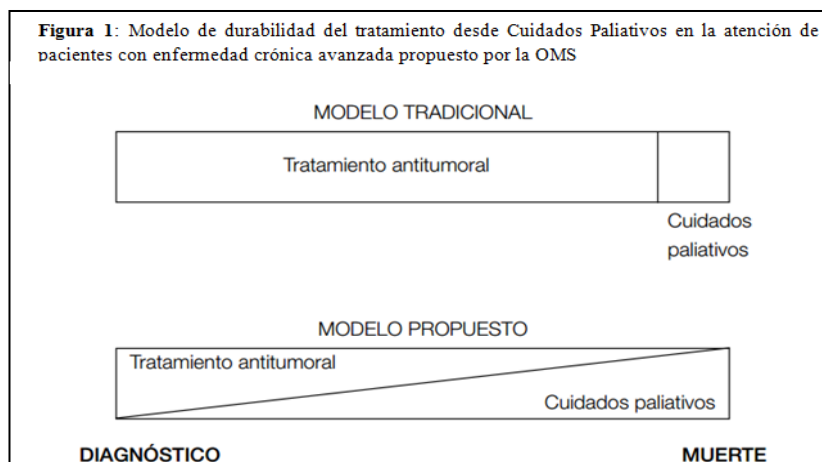 Figura 1: Modelo de durabilidad del tratamiento desde Cuidados Paliativos en la atención de
pacientes con enfermedad crónica avanzada propuesto por la OMS
MODELO TRADICIONAL
Tratamiento antitumoral
Cuidados
paliativos
MODELO PROPUESTO
Tratamiento antitumoral
Cuidados paliativos
DIAGNÓSTICO MUERTE